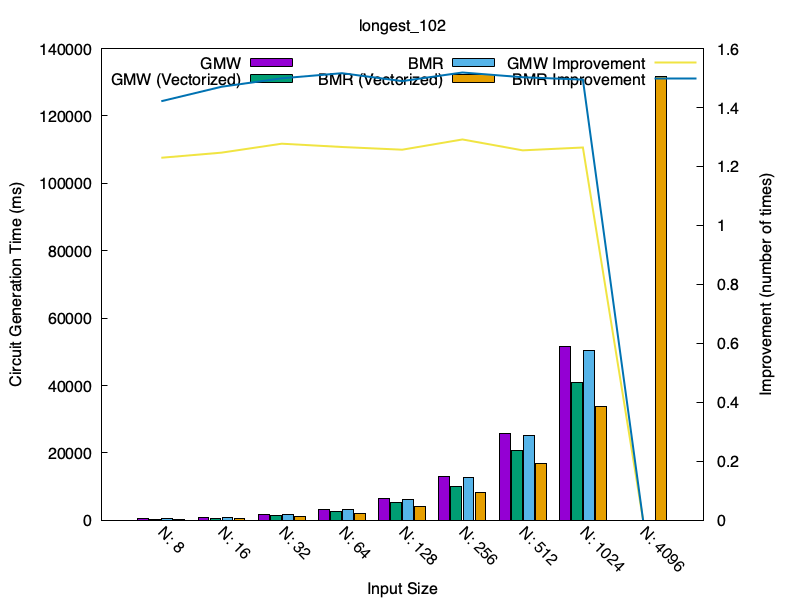 longest_102
GMW
GMW (Vectorized)
BMR
BMR (Vectorized)
GMW Improvement
BMR Improvement
140000
120000
100000
80000
60000
40000
20000
0
Circuit Generation Time (ms)
1.6
1.4
1.2
1
0.8
0.6
0.4
0.2
0
Improvement (number of times)
N: 8
N: 16
N: 32
N: 64
N: 128
N: 256
N: 512
N: 1024
N: 4096
Input Size